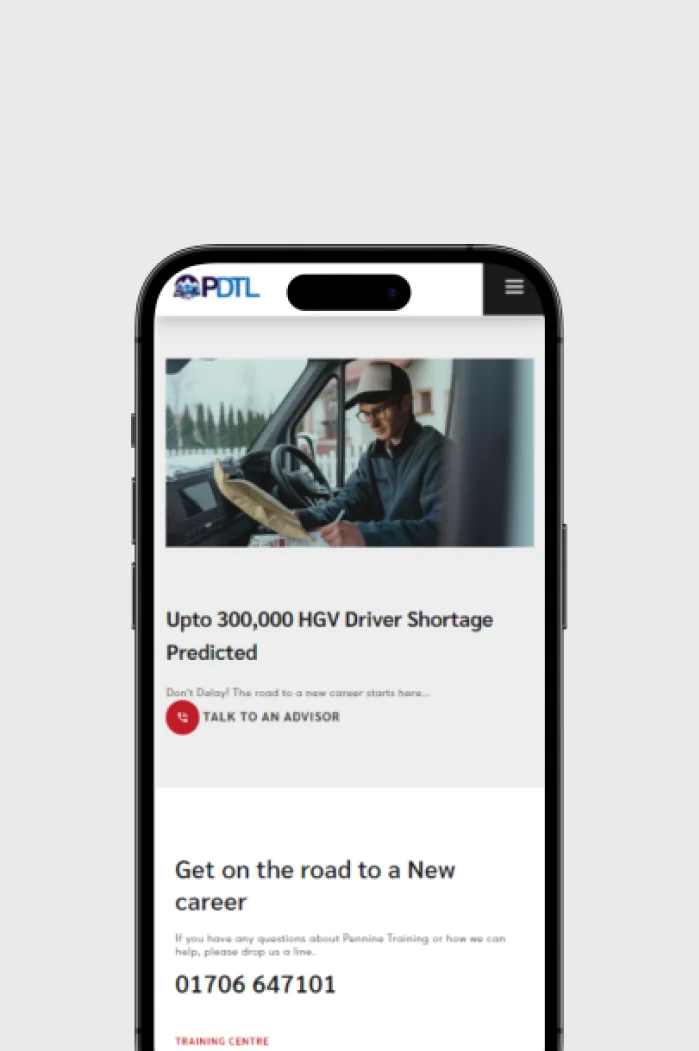 PDTL
Upto 300,000 HGV Driver Shortage
Predicted
Don't Delay! The road to a new career starts here...
TALK TO AN ADVISOR
Get on the road to a New
career
If you have any questions about Pennine Training or how we can
help, please drop us a line.
01706 647101
TRAINING CENTRE